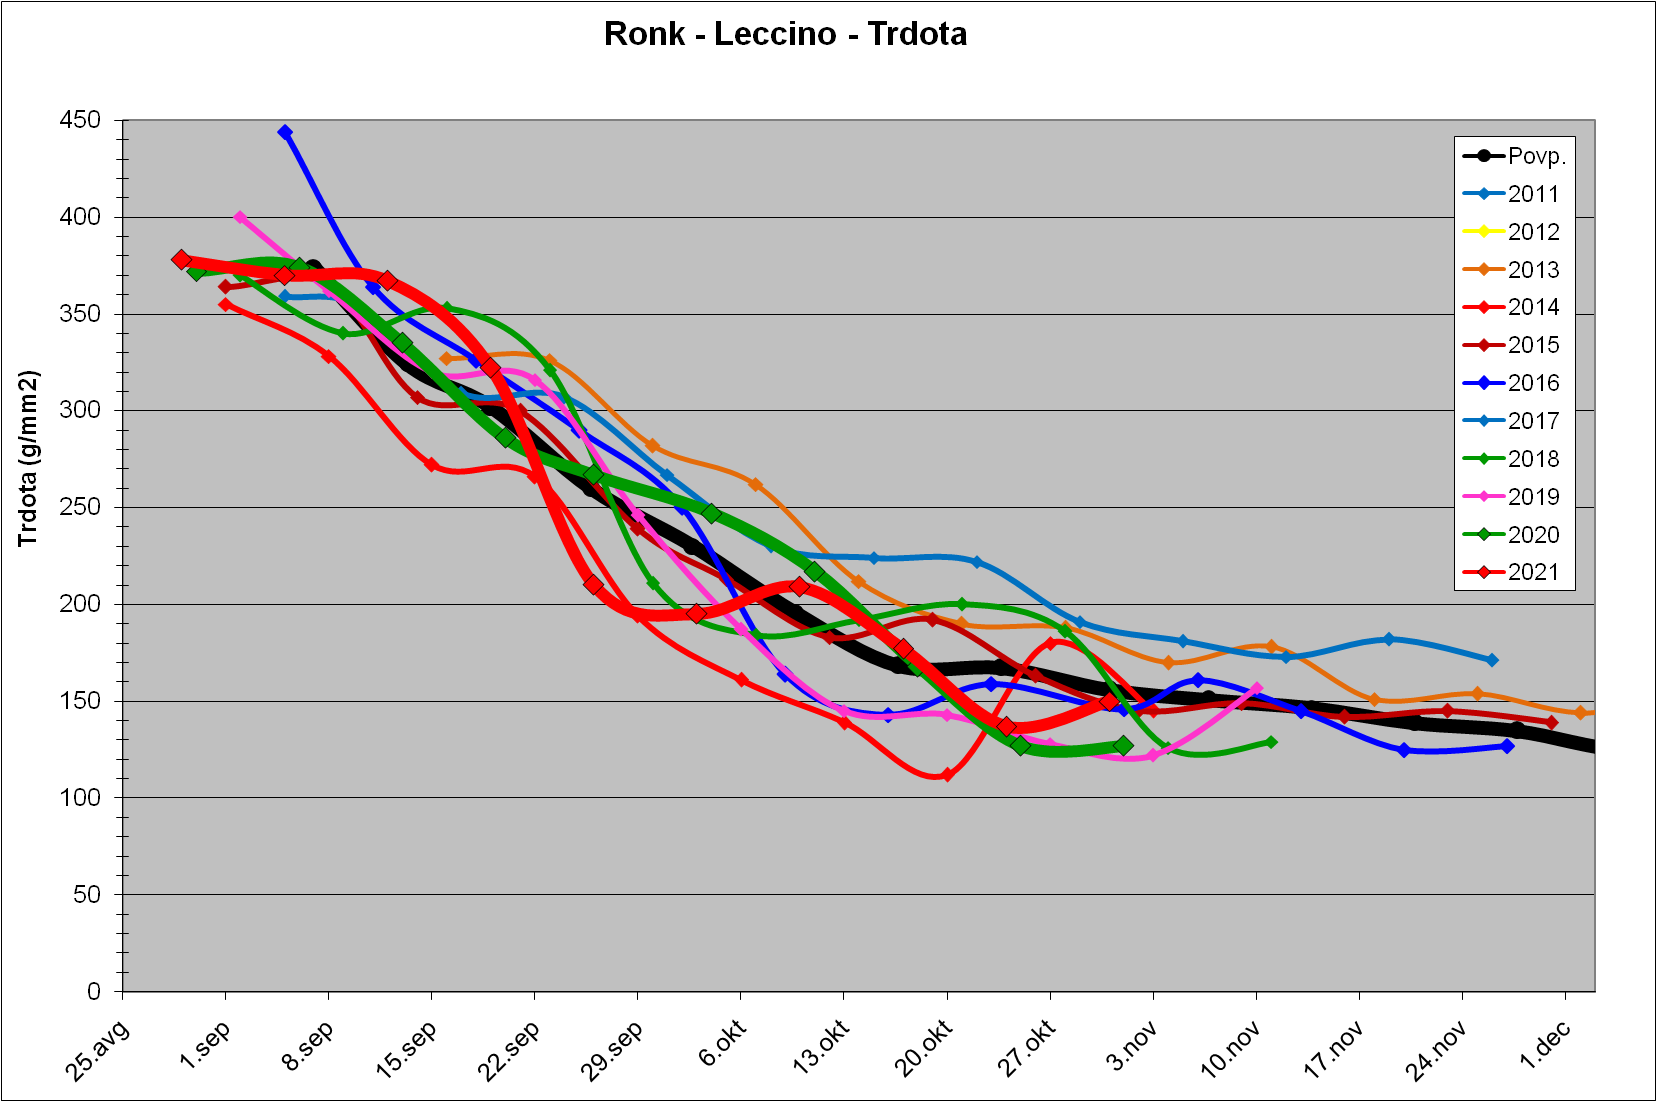 Ronk - Leccino - Trdota
Trdota (g/mm2)
450
400
350
300
250
200
150
100
50
0
25.avg
1.sep
8.sep
15.sep
22.sep
29.sep
6.okt
13.okt
20.okt
27.okt
3.nov
10.nov
17.nov
24.nov
1.dec
Povp.
2011
2012
2013
2014
2015
2016
2017
2018
2019
2020
2021